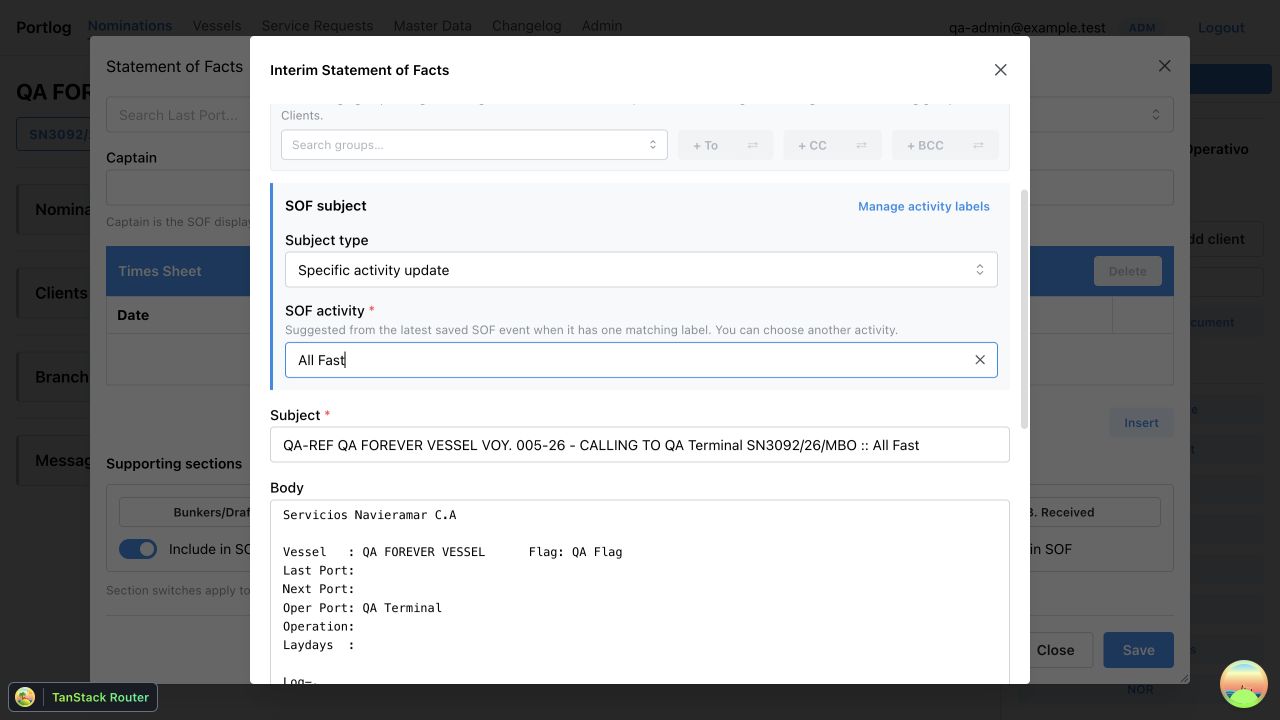 Portlog Nominations Vessels Service Requests Master Data Changelog Admin qa-admin@example.test ADM Logout
Statement of Facts
Interim Statement of Facts
QA FOR
Search Last Port...
Clients.
SN3092/
Search groups...
+ To
+ CC
+ BCC
Captain
Operativo
SOF subject
Manage activity labels
Nomina
Captain is the SOF display
Subject type
dd client
Times Sheet
Specific activity update
Delete
Clients
Date
SOF activity *
Suggested from the latest saved SOF event when it has one matching label. You can choose another activity.
cument
All Fast
Branch
Subject *
QA-REF QA FOREVER VESSEL VOY. 005-26 - CALLING TO QA Terminal SN3092/26/MBO :: All Fast
Insert
Messag
Supporting sections
Body
Servicios Navieramar C.A
Bunkers/Draf
B. Received
Include in SO
in SOF
Vessel : QA FOREVER VESSEL Flag: QA Flag
Last Port:
Next Port:
Section switches apply to
Oper Port: QA Terminal
Operation:
Laydays :
Close
Save
Log-.
TanStack Router
NOR